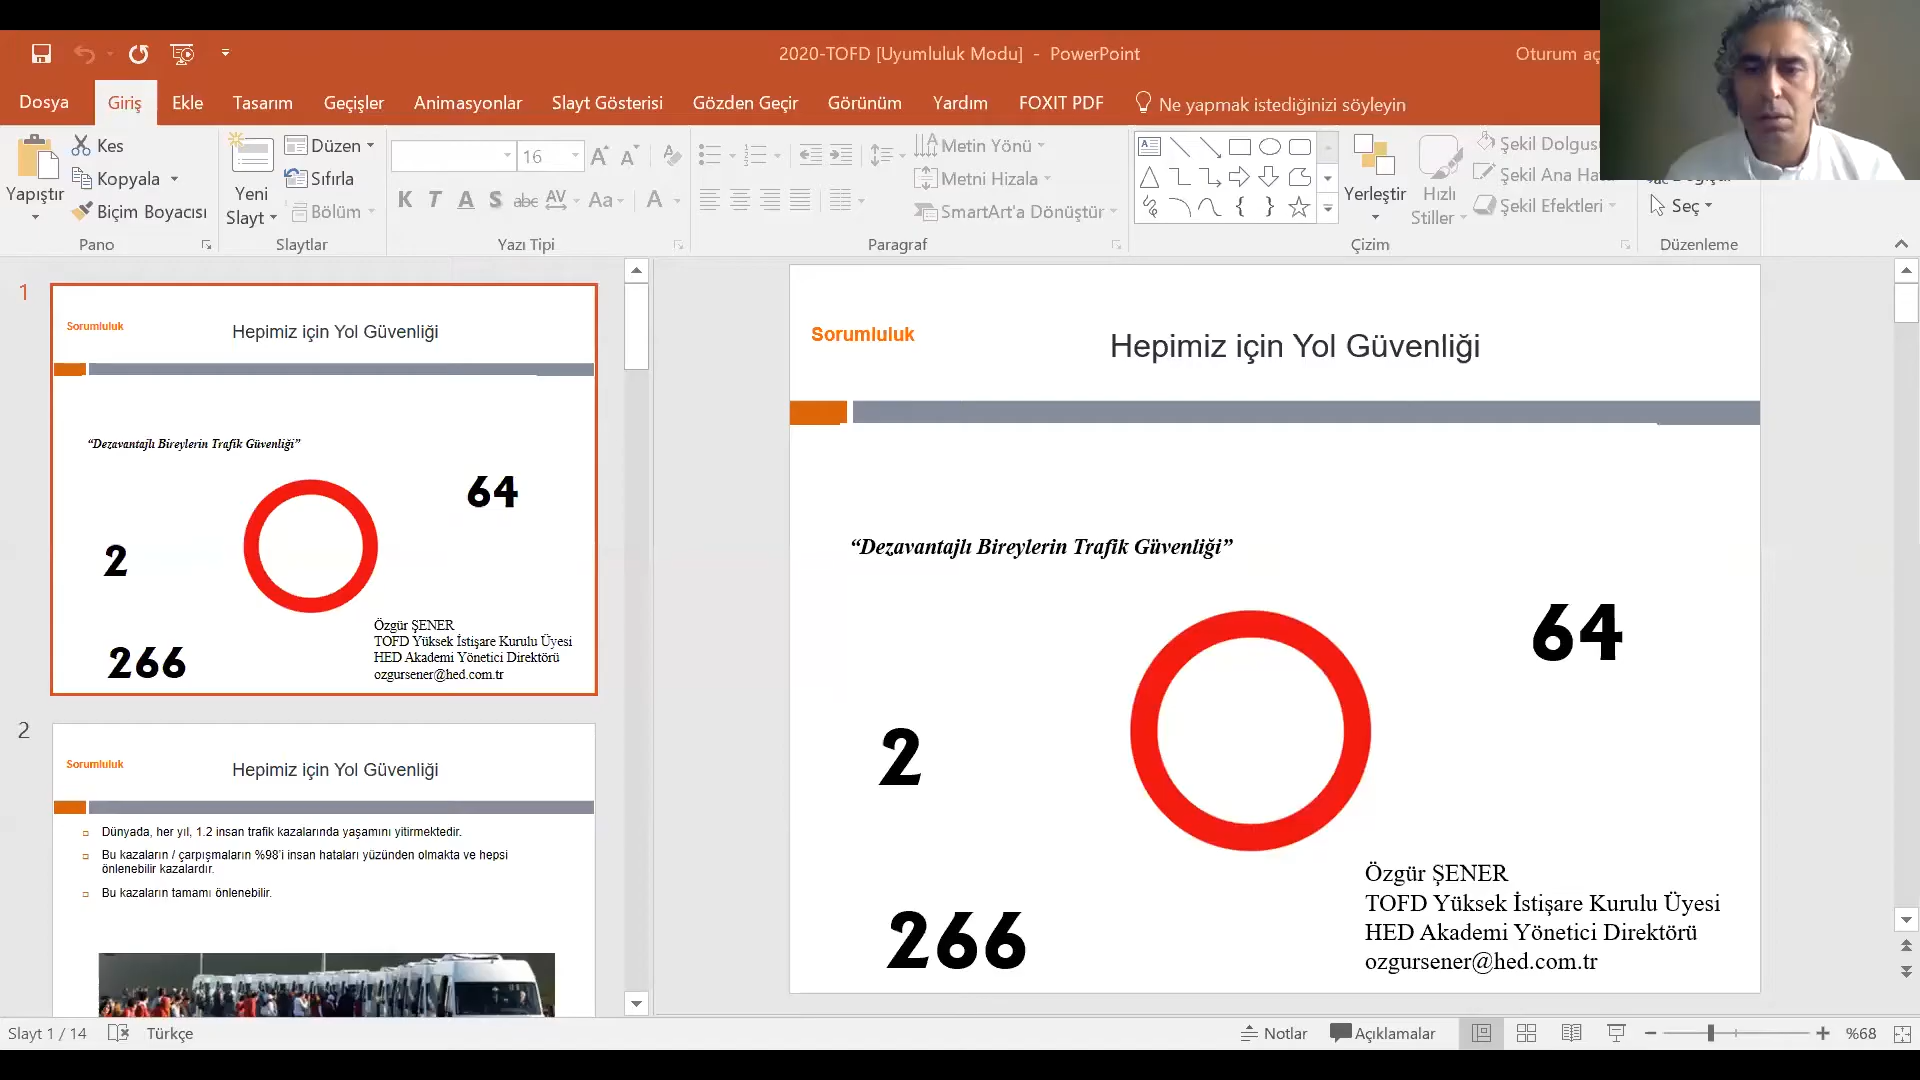 2020-TOFD [Uyumluluk Modu] - PowerPoint
Oturum aç
Dosya Giriş Ekle Tasarım Geçişler Animasyonlar Slayt Gösterisi Gözden Geçir Görünüm Yardım FOXIT PDF Ne yapmak istediğinizi söyleyin
Yapıştır
Kes
Kopyala
Biçim Boyacısı
Pano
Yeni
Slayt
Düzen
Sıfırla
Bölüm
Slaytlar
16
K T A S abc AV Aa A
Yazı Tipi
Metin Yönü
Metni Hizala
SmartArt'a Dönüştür
Paragraf
Yerleştir
Hızlı
Stiller
Şekil Dolgusu
Şekil Ana
Şekil Efektleri
Çizim
Seç
Düzenleme
1
Sorumluluk
Hepimiz için Yol Güvenliği
“Dezavantajlı Bireylerin Trafik Güvenliği”
64
2
266
Özgür ŞENER
TOFD Yüksek İstişare Kurulu Üyesi
HED Akademi Yönetici Direktörü
ozgursener@hed.com.tr
2
Sorumluluk
Hepimiz için Yol Güvenliği
Dünyada, her yıl, 1.2 insan trafik kazalarında yaşamını yitirmektedir.
Bu kazaların / çarpışmaların %98’i insan hataları yüzünden olmakta ve hepsi
önlenebilir kazalardır.
Bu kazaların tamamı önlenebilir.
Sorumluluk
Hepimiz için Yol Güvenliği
“Dezavantajlı Bireylerin Trafik Güvenliği”
64
2
266
Özgür ŞENER
TOFD Yüksek İstişare Kurulu Üyesi
HED Akademi Yönetici Direktörü
ozgursener@hed.com.tr
Slayt 1 / 14 Türkçe
Notlar Açıklamalar %68